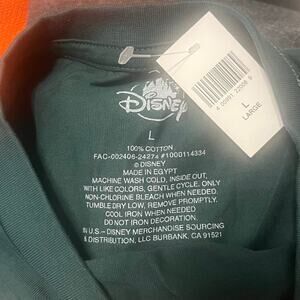 Disney
L
100% COTTON
FAC-002406-24274 #1000114334
© DISNEY
MADE IN EGYPT
MACHINE WASH COLD, INSIDE OUT,
WITH LIKE COLORS, GENTLE CYCLE. ONLY
NON-CHLORINE BLEACH WHEN NEEDED.
TUMBLE DRY LOW, REMOVE PROMPTLY.
COOL IRON WHEN NEEDED
DO NOT IRON DECORATION.
IN U.S.- DISNEY MERCHANDISE SOURCING
& DISTRIBUTION, LLC BURBANK, CA 91521
L
LARGE